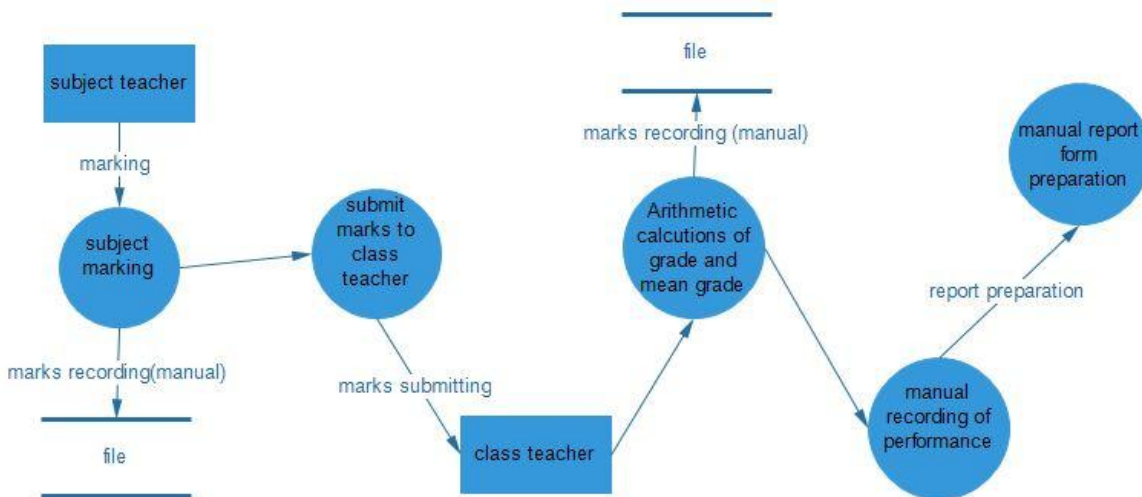 subject teacher
marking
subject
marking
marks recording(manual)
file
submit
marks to
class
teacher
marks submitting
class teacher
file
marks recording (manual)
Arithmetic
calcutions of
grade and
mean grade
manual
recording of
performance
report preparation
manual report
form
preparation